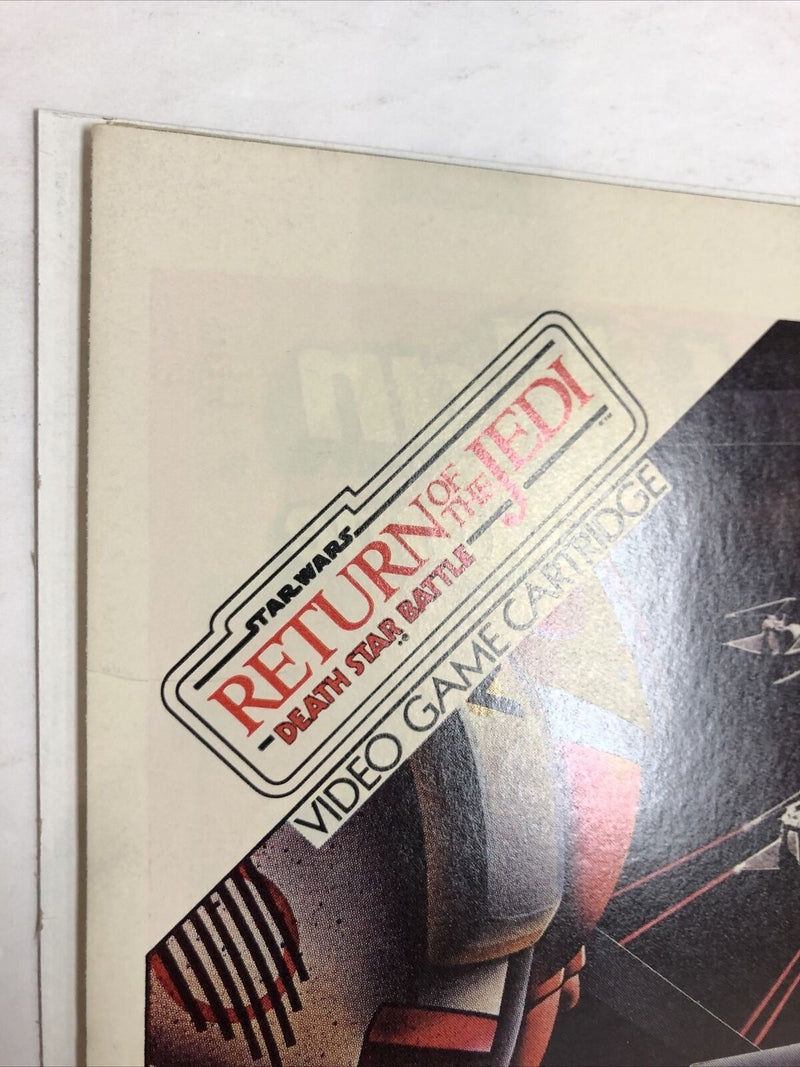 STAR WARS
RETURN OF THE JEDI
DEATH STAR BATTLE
VIDEO GAME CARTRIDGE